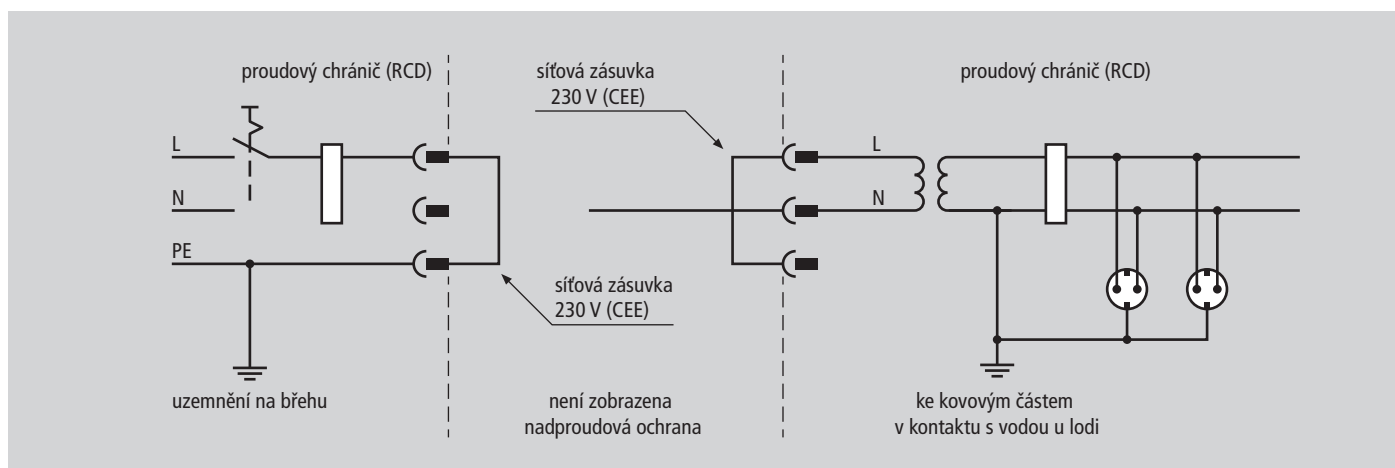 proudový chránič (RCD)
síťová zásuvka
230 V (CEE)
proudový chránič (RCD)
L
N
PE
L
N
síťová zásuvka
230 V (CEE)
uzemnění na břehu
není zobrazena
nadproudová ochrana
ke kovovým částem
v kontaktu s vodou u lodi